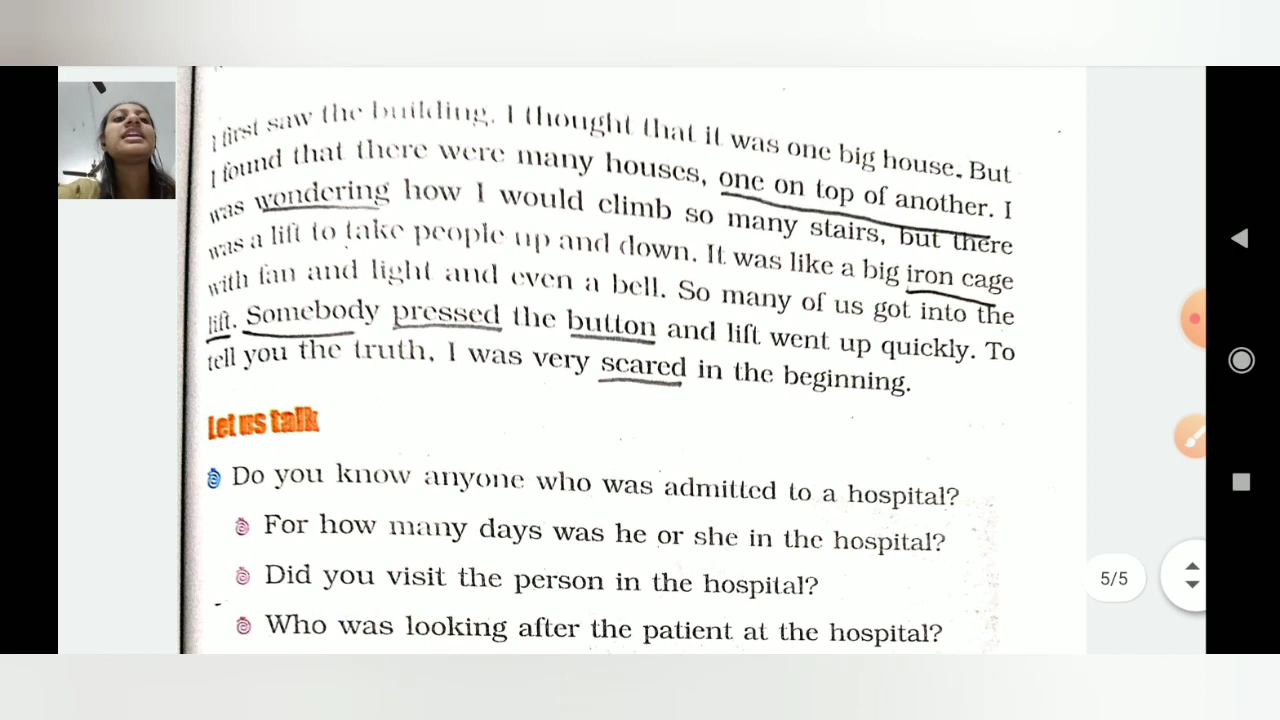 I first saw the building. I thought that it was one big house. But
I found that there were many houses, one on top of another. I
was wondering how I would climb so many stairs, but there
was a lift to take people up and down. It was like a big iron cage
with fan and light and even a bell. So many of us got into the
lift. Somebody pressed the button and lift went up quickly. To
tell you the truth, I was very scared in the beginning.
Let us talk
Do you know anyone who was admitted to a hospital?
For how many days was he or she in the hospital?
Did you visit the person in the hospital?
Who was looking after the patient at the hospital?
5/5